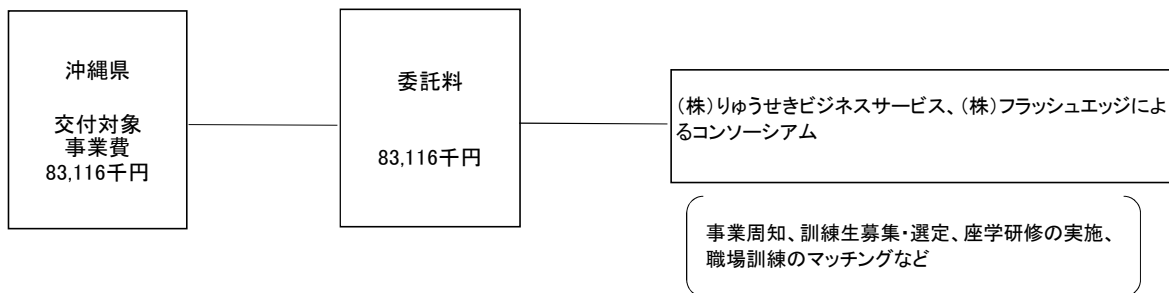 沖縄県
交付対象
事業費
83,116千円
委託料
83,116千円
（株）りゅうせきビジネスサービス、（株）フラッシュエッジによ
るコンソーシアム
事業周知、訓練生募集・選定、座学研修の実施、
職場訓練のマッチングなど